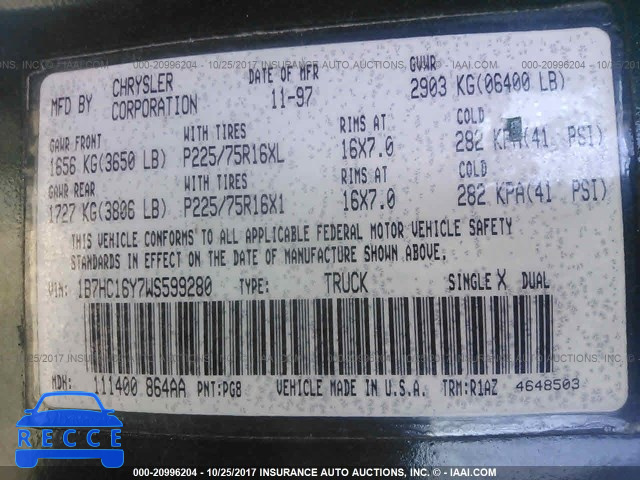 000-20996204 - 10/25/2017 INSURANCE AUTO AUCTIONS, INC. - © IAAI.COM
MFD BY CHRYSLER CORPORATION DATE OF MFR 11-97 GVWR 2903 KG(06400 LB)
GAWR FRONT WITH TIRES RIMS AT COLD
1656 KG(3650 LB) P225/75R16XL 16X7.0 282 KPA(41 PSI)
GAWR REAR WITH TIRES RIMS AT COLD
1727 KG(3806 LB) P225/75R16X1 16X7.0 282 KPA(41 PSI)
THIS VEHICLE CONFORMS TO ALL APPLICABLE FEDERAL MOTOR VEHICLE SAFETY
STANDARDS IN EFFECT ON THE DATE OF MANUFACTURE SHOWN ABOVE.
VIN: 1B7HC16Y7WS599280 TYPE: TRUCK SINGLE X DUAL
MDH: 111400 864AA PNT:PG8 VEHICLE MADE IN U.S.A. TRM:R1AZ 4648503
RECCE
000-20996204 - 10/25/2017 INSURANCE AUTO AUCTIONS, INC. - © IAAI.COM